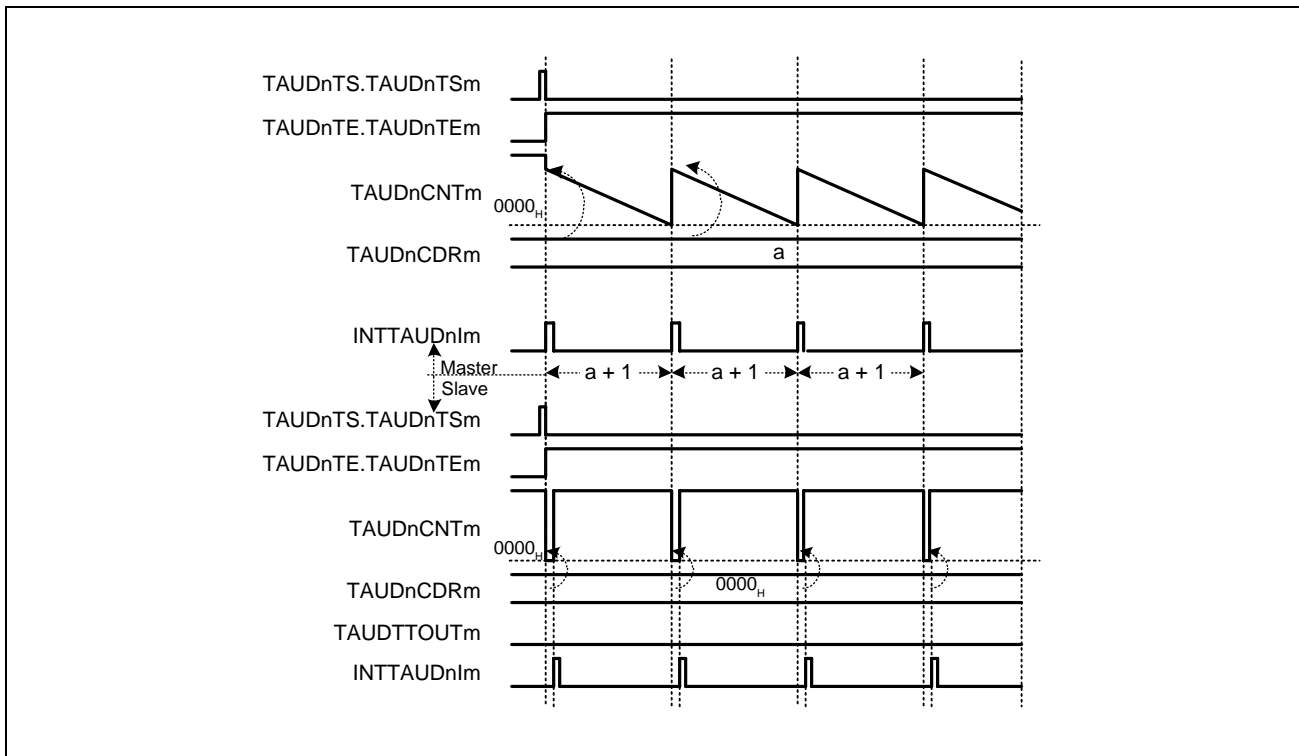 TAUDnTS.TAUDnTSm
TAUDnTE.TAUDnTEm
TAUDnCNTm
0000H
TAUDnCDRm
a
INTTAUDnIm
Master
Slave
a + 1
a + 1
a + 1
TAUDnTS.TAUDnTSm
TAUDnTE.TAUDnTEm
TAUDnCNTm
0000H
TAUDnCDRm
0000H
TAUDTTOUTm
INTTAUDnIm